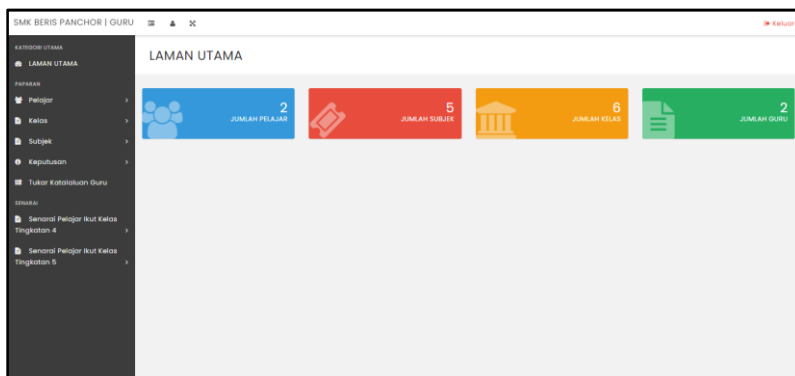 SMK BERIS PANCHOR | GURU
Keluar
KATEGORI UTAMA
LAMAN UTAMA
PAPARAN
Pelajar
Kelas
Subjek
Keputusan
Tukar Katalaluan Guru
SENARAI
Senarai Pelajar Ikut Kelas
Tingkatan 4
Senarai Pelajar Ikut Kelas
Tingkatan 5
LAMAN UTAMA
2
JUMLAH PELAJAR
5
JUMLAH SUBJEK
6
JUMLAH KELAS
2
JUMLAH GURU